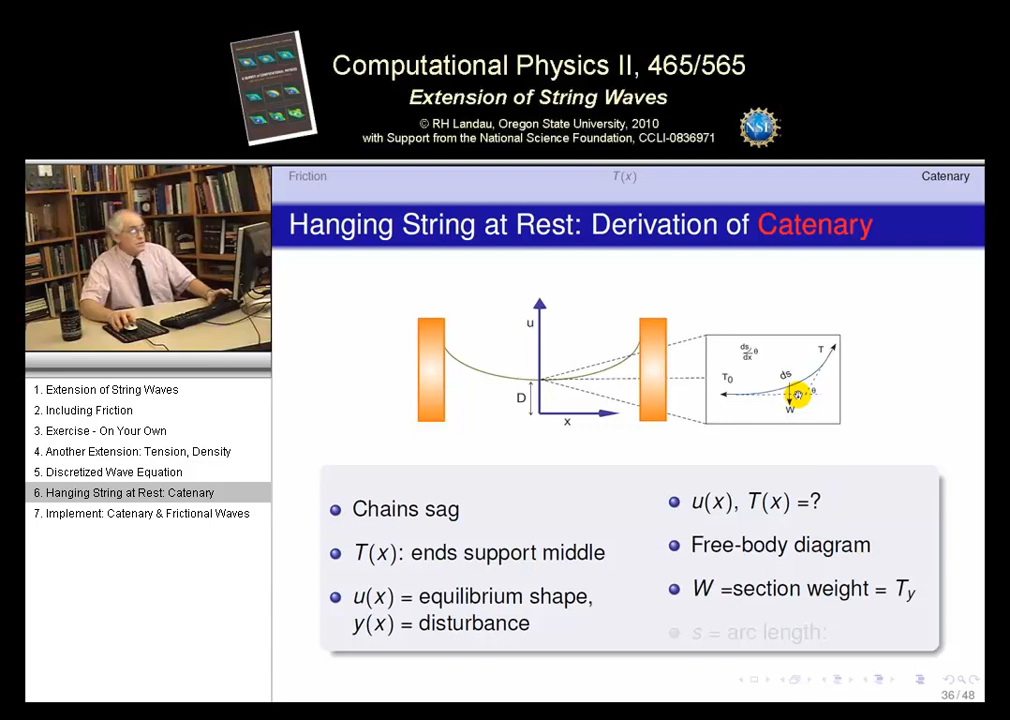 Computational Physics II, 465/565
Extension of String Waves
© RH Landau, Oregon State University, 2010
with Support from the National Science Foundation, CCLI-0836971
NSF
Friction T(x) Catenary
Hanging String at Rest: Derivation of Catenary
u
D
x
ds
dx
θ
T
T0
ds
θ
W
Chains sag
T(x): ends support middle
u(x) = equilibrium shape,
y(x) = disturbance
u(x), T(x) =?
Free-body diagram
W =section weight = Ty
s = arc length:
1. Extension of String Waves
2. Including Friction
3. Exercise - On Your Own
4. Another Extension: Tension, Density
5. Discretized Wave Equation
6. Hanging String at Rest: Catenary
7. Implement: Catenary & Frictional Waves
36 / 48